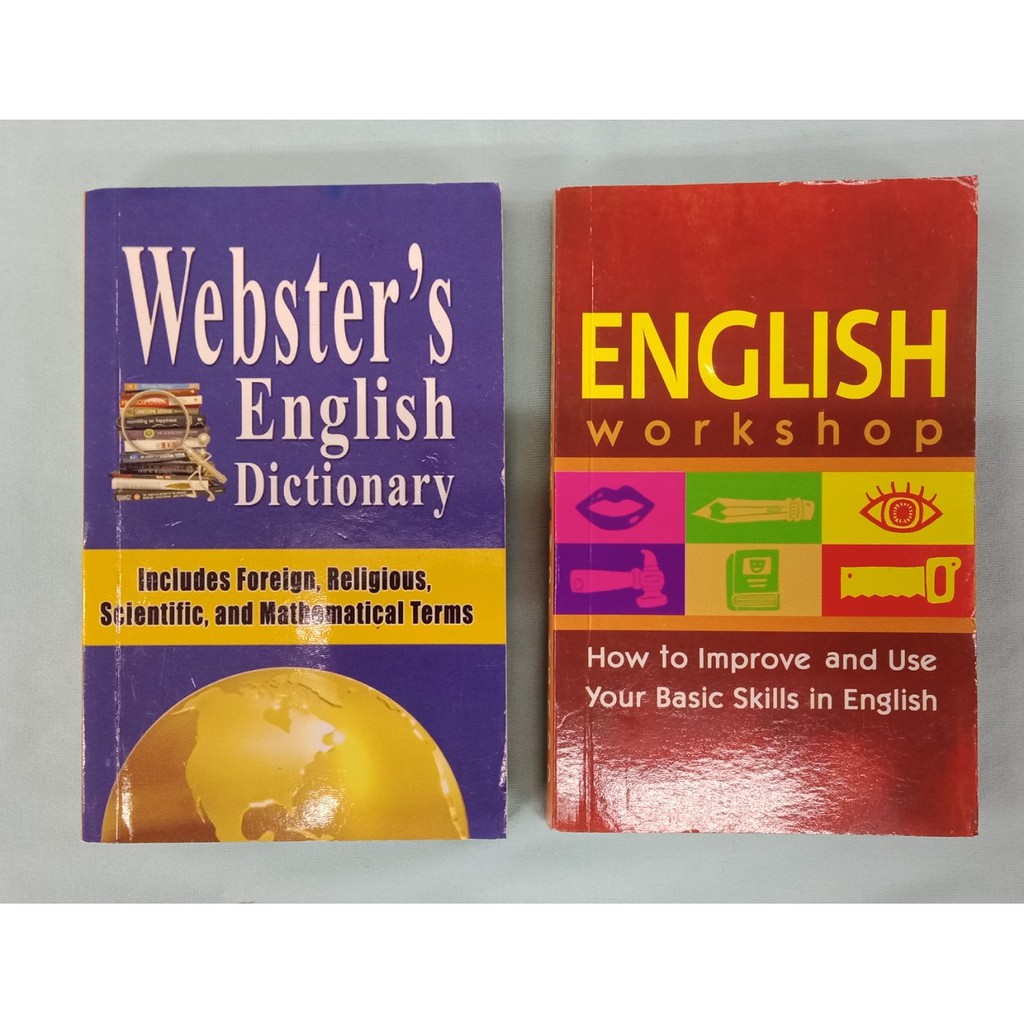 Webster's
English
Dictionary
Includes Foreign, Religious,
Scientific, and Mathematical Terms
ENGLISH
workshop
How to Improve and Use
Your Basic Skills in English